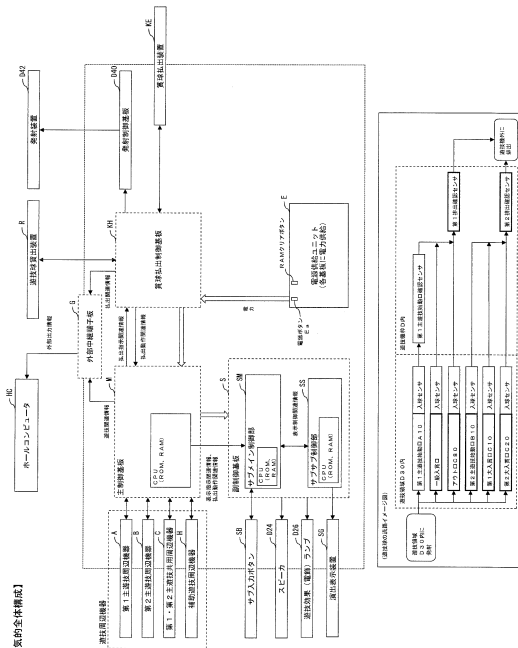 気的全体構成】
HC
ホールコンピュータ
外部出力情報
G
外部中継端子板
R
遊技球貸出装置
D42
発射装置
D40
発射制御基板
KE
賞球払出装置
遊技関連情報
払出関連情報
M
主制御基板
CPU
(ROM, RAM)
払出指示関連情報
払出動作関連情報
KH
賞球払出制御基板
遊技周辺機器
A
第1主遊技周辺機器
B
第2主遊技周辺機器
C
第1・第2主遊技共用周辺機器
H
補助遊技周辺機器
表示指示関連情報、
払出動作関連情報
電力
RAMクリアボタン
E
電源供給ユニット
(各基板に電力供給)
電源ボタン
Ea
S
副制御基板
SM
サブメイン制御部
CPU
(ROM,
RAM)
表示制御関連情報
SS
サブサブ制御部
CPU
(ROM, RAM)
SB
サブ入力ボタン
D24
スピーカ
D26
遊技効果(電飾)ランプ
SG
演出表示装置
(遊技球の流路イメージ図)
遊技領域
D30内に
発射
遊技領域D30内
第1主遊技始動口A10
入球センサ
一般入賞口
入球センサ
アウト口C80
入球センサ
第2主遊技始動口B10
入球センサ
第1大入賞口C10
入球センサ
第2大入賞口C20
入球センサ
遊技機枠D内
第1主遊技始動口確認センサ
第1排出確認センサ
第2排出確認センサ
遊技機外に
排出